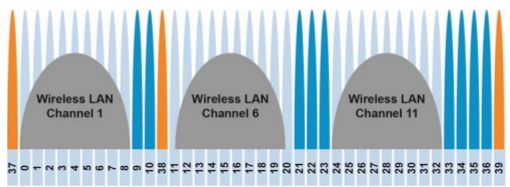 Wireless LAN
Channel 1
Wireless LAN
Channel 6
Wireless LAN
Channel 11
37 0 1 2 3 4 5 6 7 8 9 10 38 11 12 13 14 15 16 17 18 19 20 21 22 23 24 25 26 27 28 29 30 31 32 33 34 35 36 39